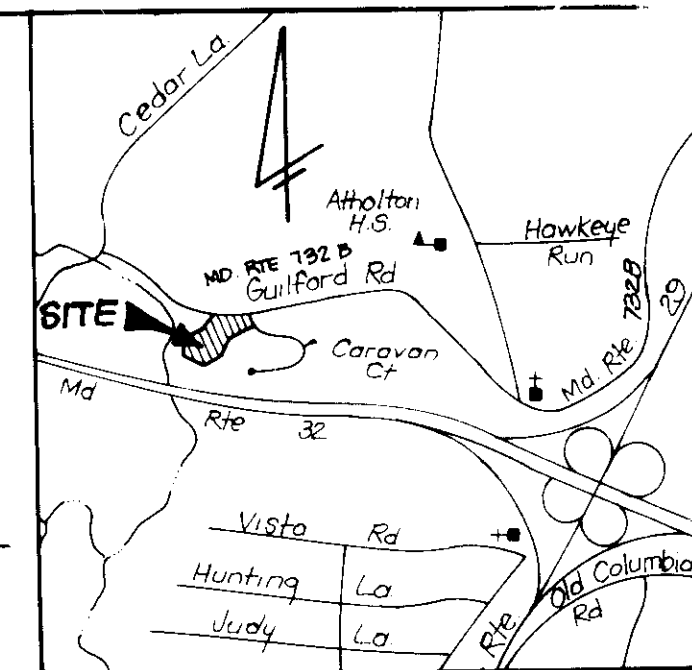 Cedar La.
Atholton
H.S.
Hawkeye
Run
MD. RTE 732 B
Guilford Rd
SITE
Caravan
Ct
Md. Rte. 732B
29
Md Rte 32
Vista Rd
Hunting La
Judy La
Rte
Old Columbia
Rd